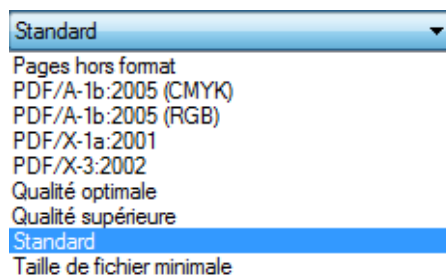 Standard
Pages hors format
PDF/A-1b:2005 (CMYK)
PDF/A-1b:2005 (RGB)
PDF/X-1a:2001
PDF/X-3:2002
Qualité optimale
Qualité supérieure
Standard
Taille de fichier minimale